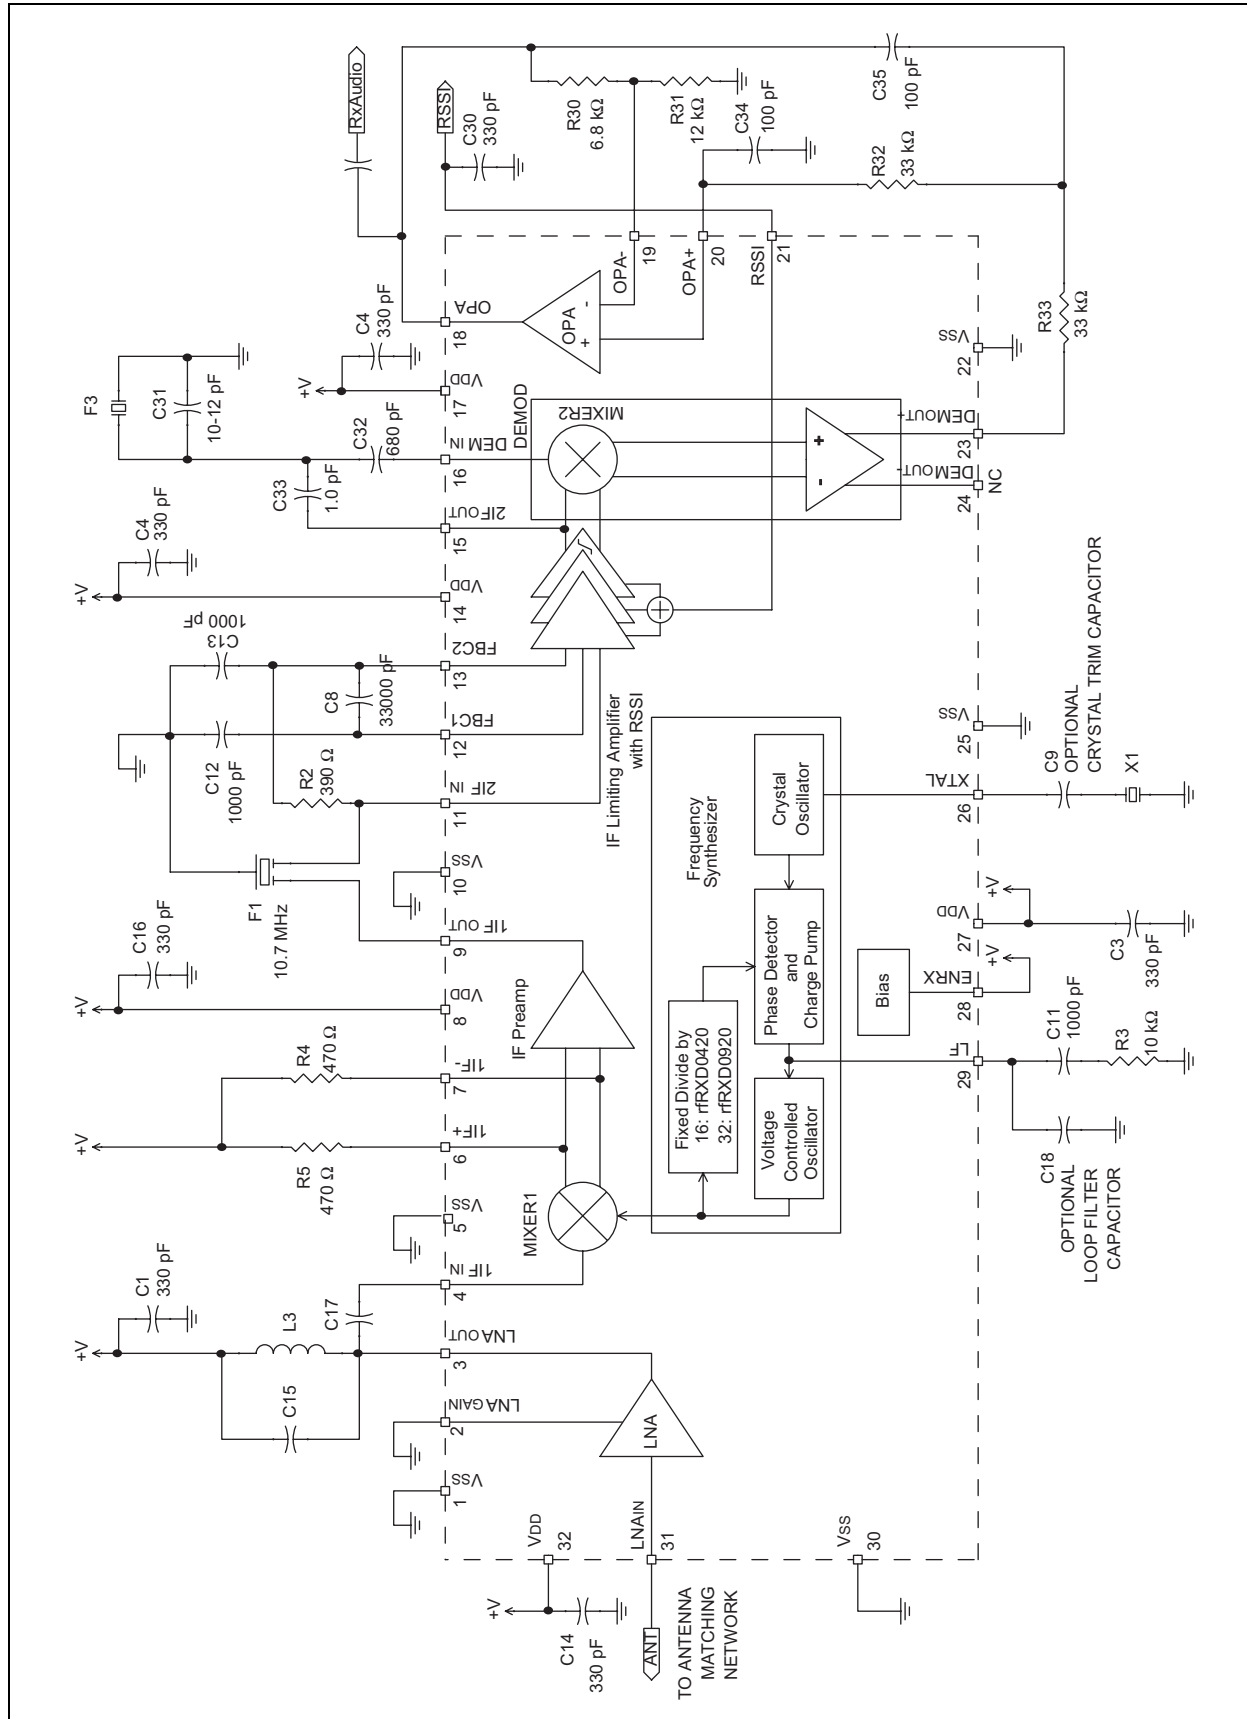 RxAudio
RSSI
C30
330 pF
R30
6.8 kΩ
R31
12 kΩ
C34
100 pF
C35
100 pF
R32
33 kΩ
R33
33 kΩ
F3
C31
10-12 pF
C33
1.0 pF
C32
680 pF
+V
C4
330 pF
+V
C4
330 pF
C13
1000 pF
C12
1000 pF
C8
33000 pF
R2
390 Ω
F1
10.7 MHz
+V
C16
330 pF
+V
R4
470 Ω
R5
470 Ω
+V
C1
330 pF
L3
C15
C17
1
VSS
2
LNA GAIN
3
LNA OUT
4
1IF IN
5
VSS
6
1IF+
7
1IF-
8
VDD
9
1IF OUT
10
VSS
11
2IF IN
12
FBC1
13
FBC2
14
VDD
15
2IF OUT
16
DEM IN
17
VDD
18
OPA
OPA-
19
OPA+
20
RSSI
21
22
VSS
23
DEMOUT+
24
DEMOUT-
NC
25
VSS
26
XTAL
27
VDD
28
ENRX
29
LF
VSS
30
LNAIN
31
VDD
32
LNA
MIXER1
IF Preamp
IF Limiting Amplifier
with RSSI
DEMOD
MIXER2
+
-
OPA
+
-
Frequency
Synthesizer
Crystal
Oscillator
Phase Detector
and
Charge Pump
Fixed Divide by
16: rfRXD0420
32: rfRXD0920
Voltage
Controlled
Oscillator
Bias
C9
OPTIONAL
CRYSTAL TRIM CAPACITOR
X1
+V
C3
330 pF
+V
C11
1000 pF
R3
10 kΩ
C18
OPTIONAL
LOOP FILTER
CAPACITOR
+V
C14
330 pF
ANT
TO ANTENNA
MATCHING
NETWORK